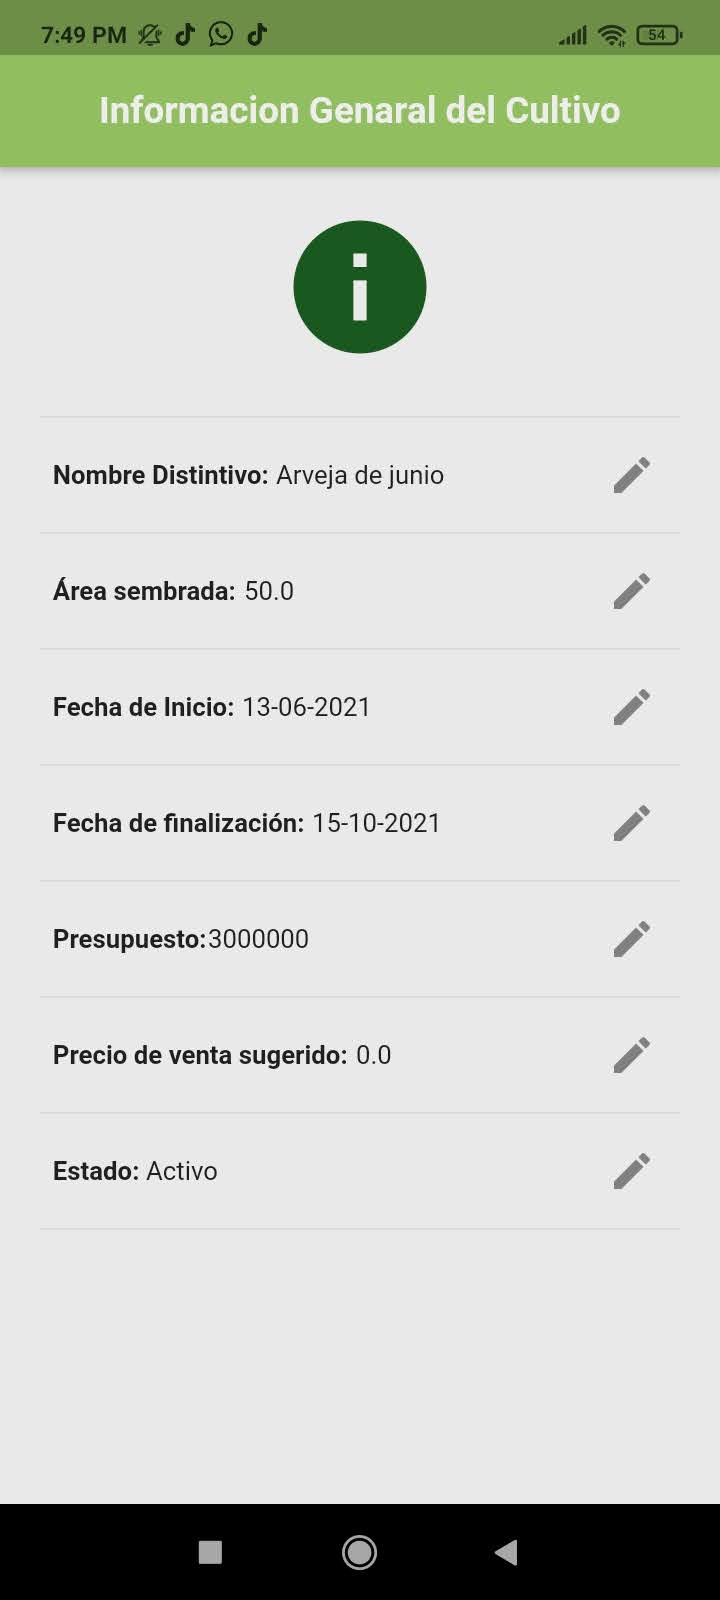 7:49 PM
54
Informacion Genaral del Cultivo
Nombre Distintivo: Arveja de junio
Área sembrada: 50.0
Fecha de Inicio: 13-06-2021
Fecha de finalización: 15-10-2021
Presupuesto:3000000
Precio de venta sugerido: 0.0
Estado: Activo